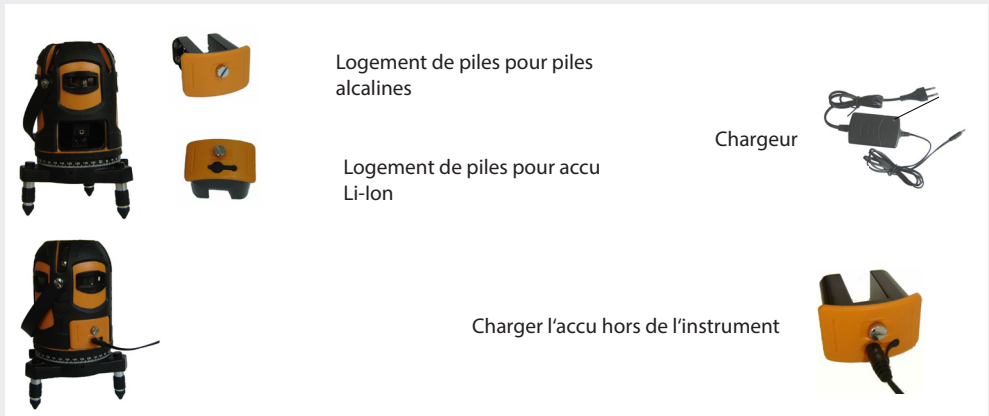 Logement de piles pour piles
alcalines
Chargeur
Logement de piles pour accu
Li-Ion
Charger l‘accu hors de l‘instrument